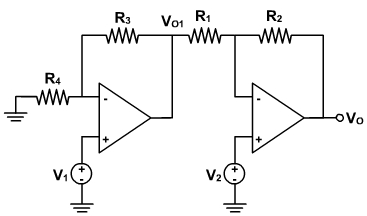 R3 VO1 R1 R2
R4
- -
+ +
VO
V1 + - V2 + -